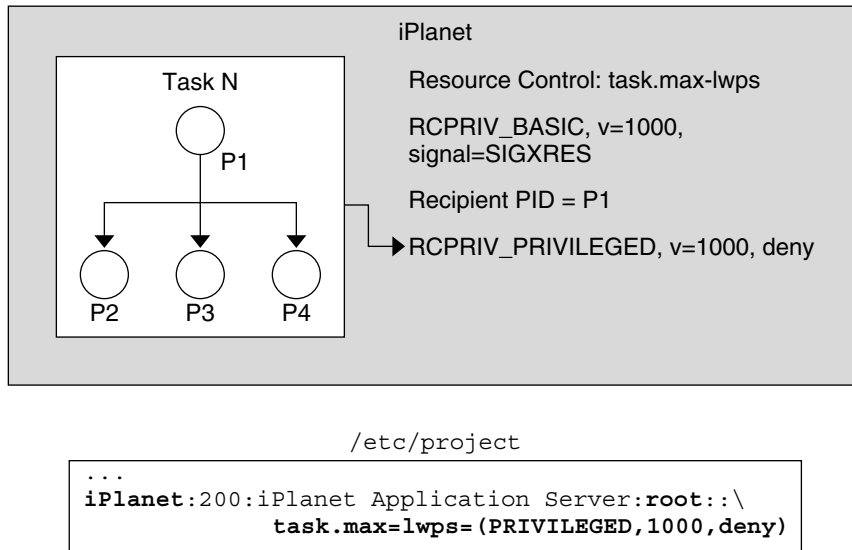 iPlanet
Task N
P1
P2 P3 P4
Resource Control: task.max-lwps
RCPRIV_BASIC, v=1000,
signal=SIGXRES
Recipient PID = P1
RCPRIV_PRIVILEGED, v=1000, deny
/etc/project
...
iPlanet:200:iPlanet Application Server:root::\
task.max=lwps=(PRIVILEGED,1000,deny)